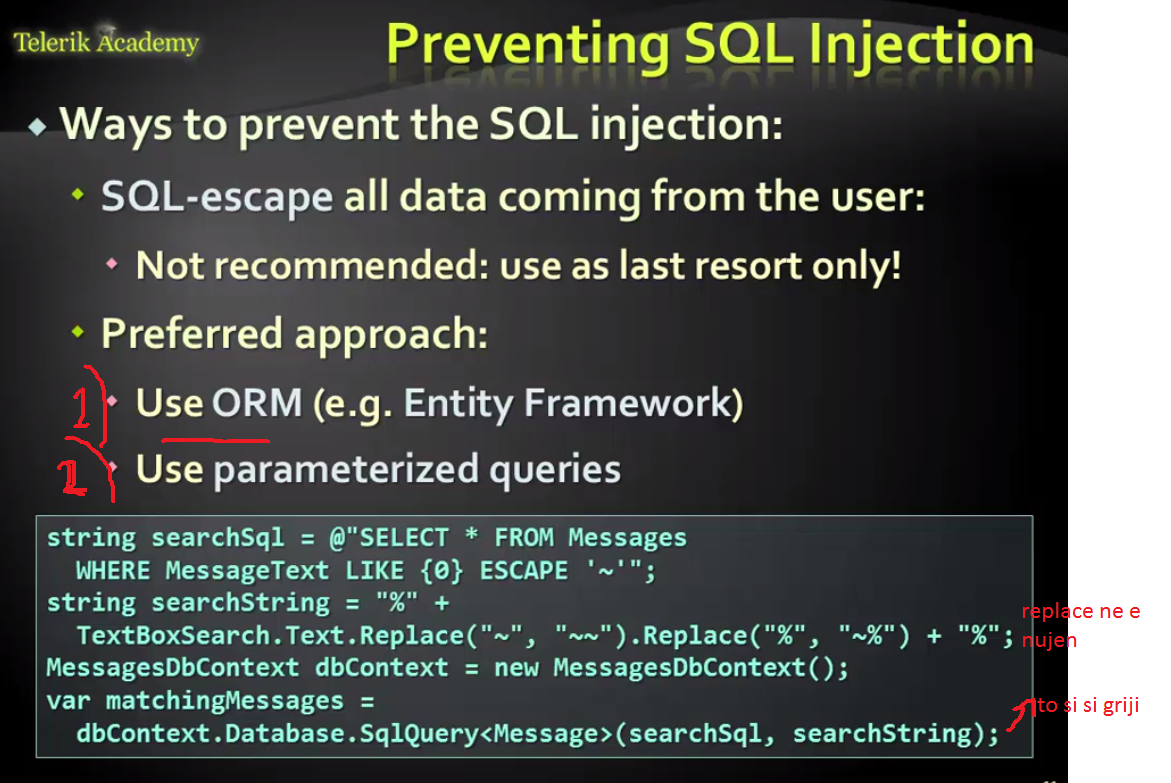 Telerik Academy
Preventing SQL Injection
Ways to prevent the SQL injection:
SQL-escape all data coming from the user:
Not recommended: use as last resort only!
Preferred approach:
1
Use ORM (e.g. Entity Framework)
2
Use parameterized queries
string searchSql = @"SELECT * FROM Messages
WHERE MessageText LIKE {0} ESCAPE '~'";
string searchString = "%" +
TextBoxSearch.Text.Replace("~", "~~").Replace("%", "~%") + "%";
replace ne e
nujen
MessagesDbContext dbContext = new MessagesDbContext();
var matchingMessages =
dbContext.Database.SqlQuery<Message>(searchSql, searchString);
to si si griji